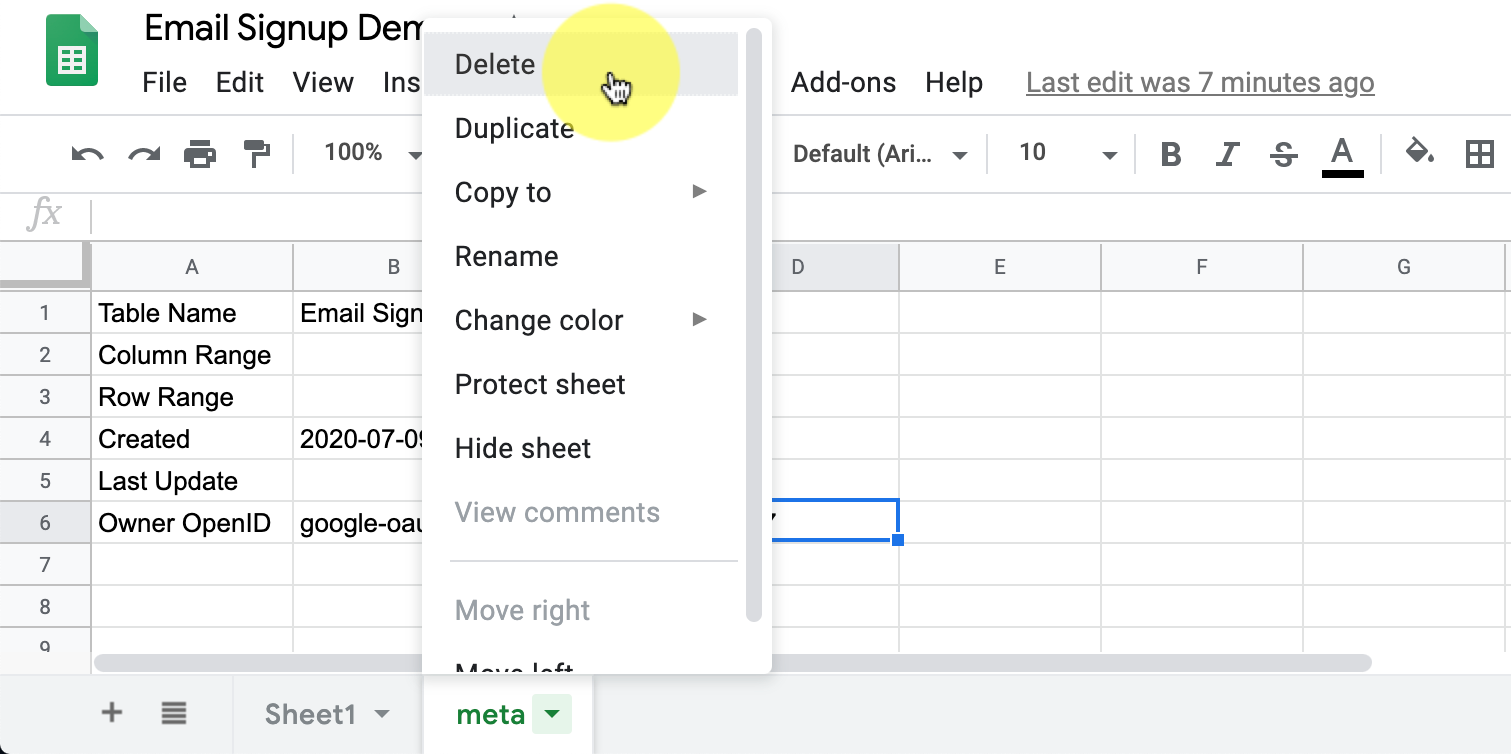 Email Signup Dem
File Edit View Ins Add-ons Help Last edit was 7 minutes ago
100% Default (Ari... 10 B I S A
fx
Delete
Duplicate
Copy to
Rename
Change color
Protect sheet
Hide sheet
View comments
Move right
Move left
A B D E F G
1 Table Name Email Sign
2 Column Range
3 Row Range
4 Created 2020-07-09
5 Last Update
6 Owner OpenID google-oau
7
8
9
Sheet1 meta